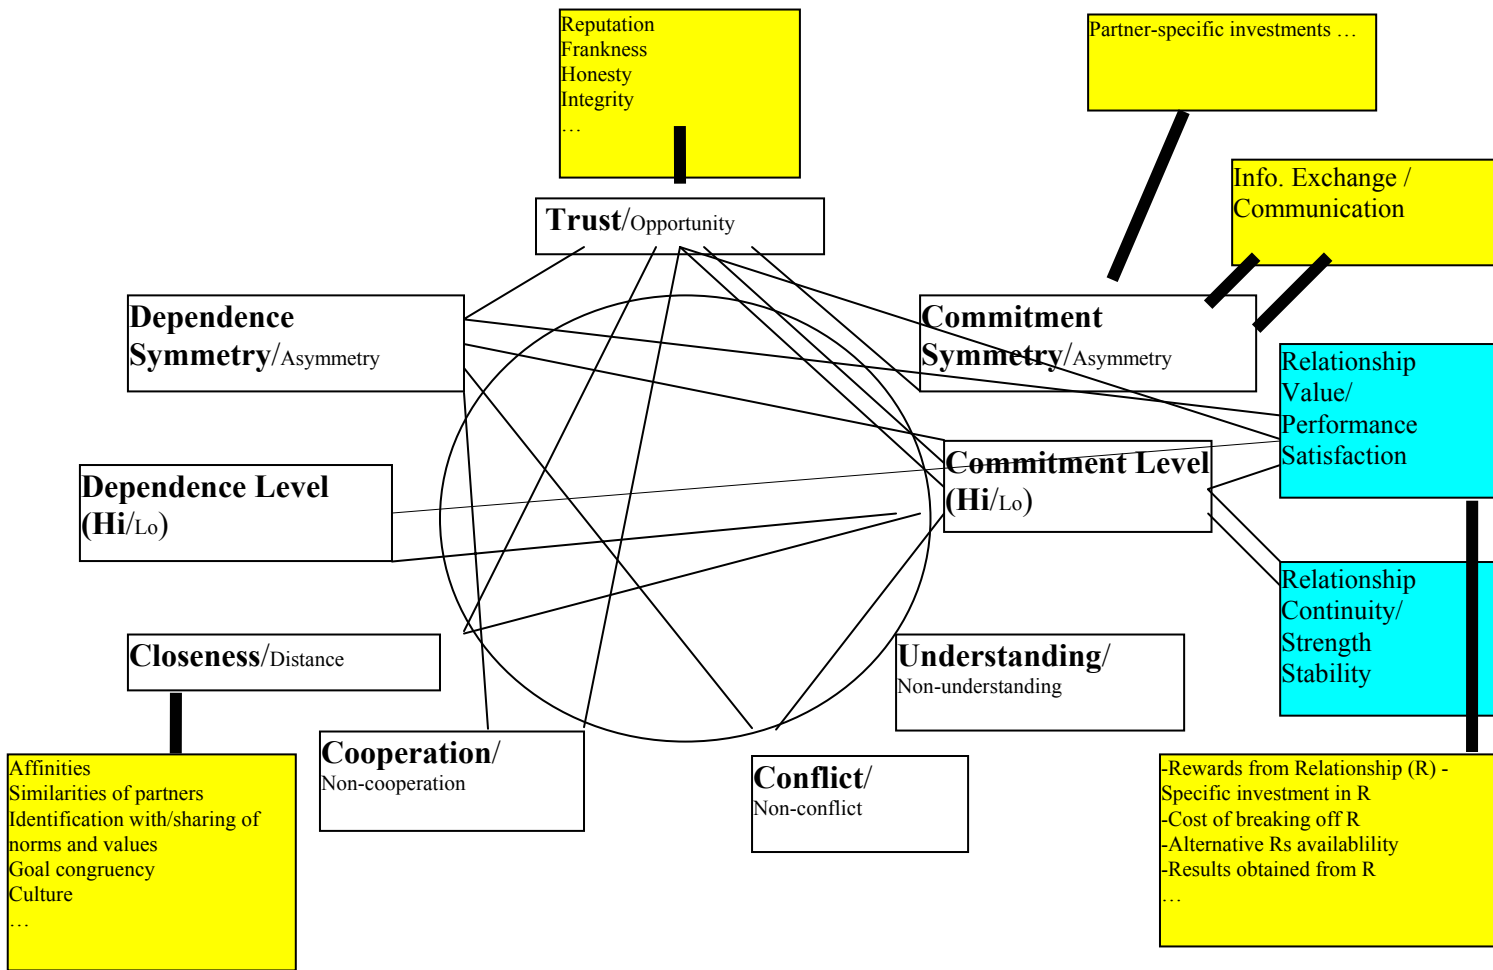 Reputation
Frankness
Honesty
Integrity
…
Partner-specific investments …
Info. Exchange /
Communication
Trust/Opportunity
Dependence
Symmetry/Asymmetry
Commitment
Symmetry/Asymmetry
Relationship
Value/
Performance
Satisfaction
Dependence Level
(Hi/Lo)
Commitment Level
(Hi/Lo)
Relationship
Continuity/
Strength
Stability
Closeness/Distance
Understanding/
Non-understanding
Cooperation/
Non-cooperation
Conflict/
Non-conflict
Affinities
Similarities of partners
Identification with/sharing of
norms and values
Goal congruency
Culture
…
-Rewards from Relationship (R) -
Specific investment in R
-Cost of breaking off R
-Alternative Rs availablility
-Results obtained from R
…